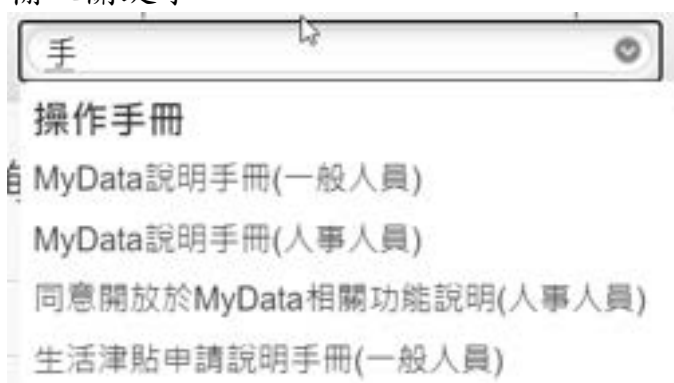 手
操作手冊
MyData說明手冊(一般人員)
MyData說明手冊(人事人員)
同意開放於MyData相關功能說明(人事人員)
生活津貼申請說明手冊(一般人員)